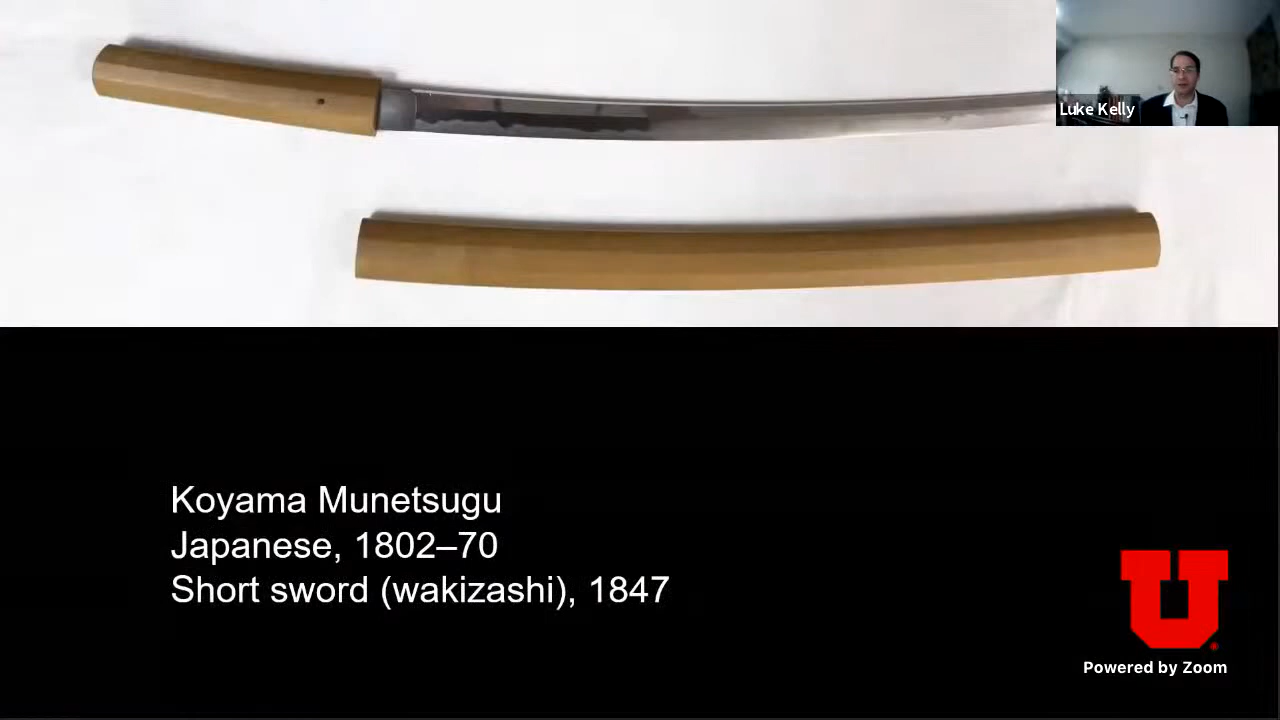 Luke Kelly
Koyama Munetsugu
Japanese, 1802–70
Short sword (wakizashi), 1847
U
Powered by Zoom